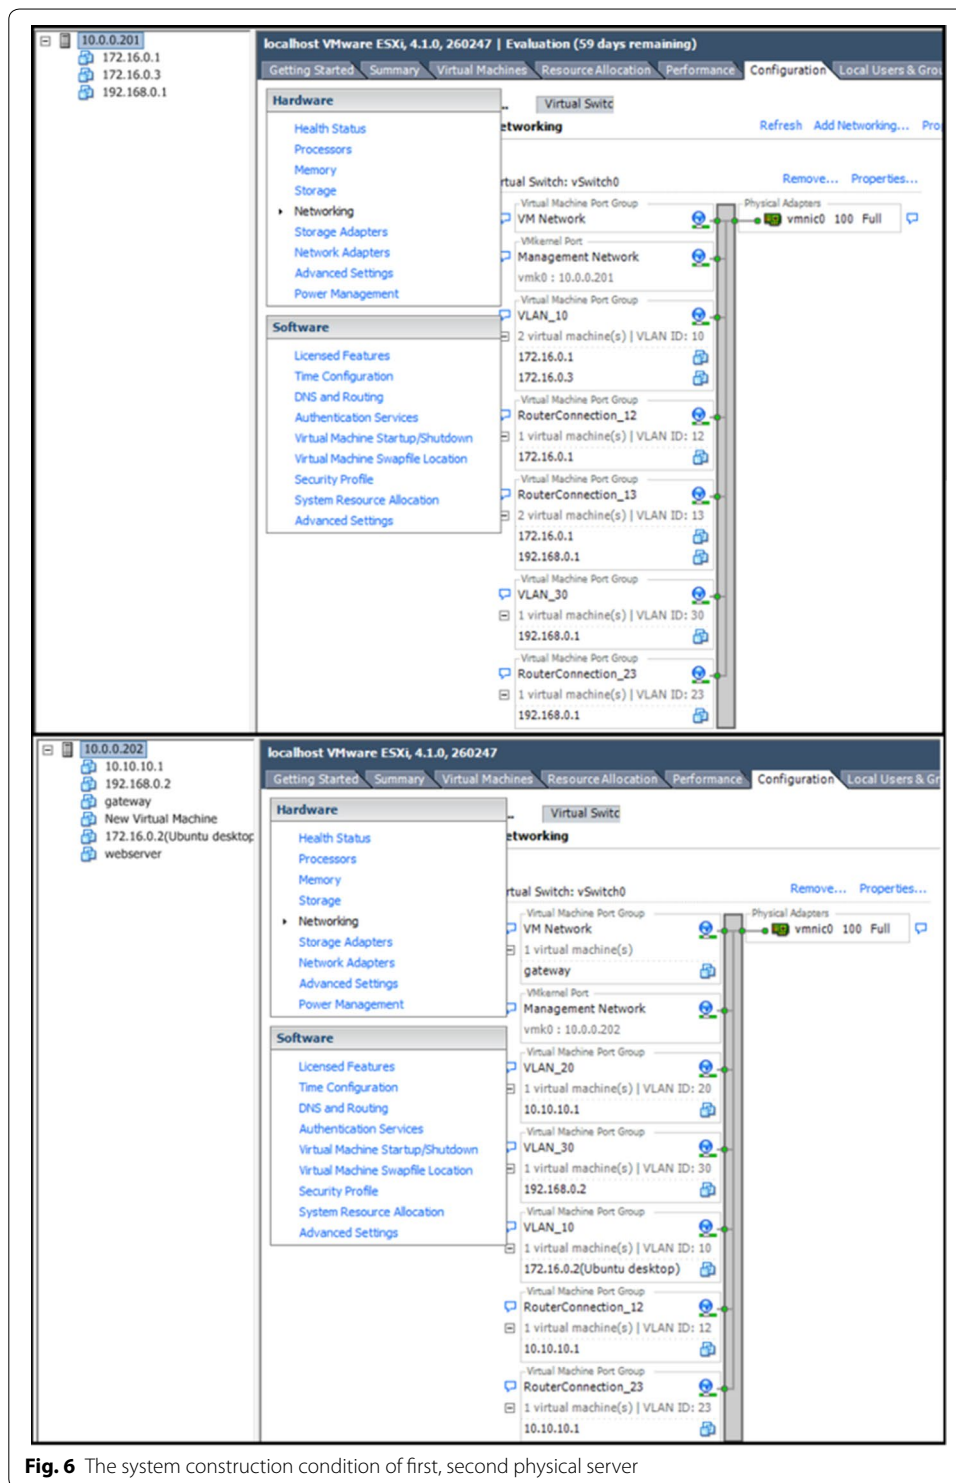 10.0.0.201
172.16.0.1
172.16.0.3
192.168.0.1
localhost VMware ESXi, 4.1.0, 260247 | Evaluation (59 days remaining)
Getting Started Summary Virtual Machines Resource Allocation Performance Configuration Local Users & Grou
Hardware
Health Status
Processors
Memory
Storage
Networking
Storage Adapters
Network Adapters
Advanced Settings
Power Management
Software
Licensed Features
Time Configuration
DNS and Routing
Authentication Services
Virtual Machine Startup/Shutdown
Virtual Machine Swapfile Location
Security Profile
System Resource Allocation
Advanced Settings
.. Virtual Switc
etworking Refresh Add Networking... Pro
rtual Switch: vSwitch0 Remove... Properties...
Virtual Machine Port Group
VM Network
Physical Adapters
vmnic0 100 Full
VMkernel Port
Management Network
vmk0 : 10.0.0.201
Virtual Machine Port Group
VLAN_10
2 virtual machine(s) | VLAN ID: 10
172.16.0.1
172.16.0.3
Virtual Machine Port Group
RouterConnection_12
1 virtual machine(s) | VLAN ID: 12
172.16.0.1
Virtual Machine Port Group
RouterConnection_13
2 virtual machine(s) | VLAN ID: 13
172.16.0.1
192.168.0.1
Virtual Machine Port Group
VLAN_30
1 virtual machine(s) | VLAN ID: 30
192.168.0.1
Virtual Machine Port Group
RouterConnection_23
1 virtual machine(s) | VLAN ID: 23
192.168.0.1
10.0.0.202
10.10.10.1
192.168.0.2
gateway
New Virtual Machine
172.16.0.2(Ubuntu desktop
webserver
localhost VMware ESXi, 4.1.0, 260247
Getting Started Summary Virtual Machines Resource Allocation Performance Configuration Local Users & Gr
Hardware
Health Status
Processors
Memory
Storage
Networking
Storage Adapters
Network Adapters
Advanced Settings
Power Management
Software
Licensed Features
Time Configuration
DNS and Routing
Authentication Services
Virtual Machine Startup/Shutdown
Virtual Machine Swapfile Location
Security Profile
System Resource Allocation
Advanced Settings
.. Virtual Switc
etworking
rtual Switch: vSwitch0 Remove... Properties...
Virtual Machine Port Group
VM Network
Physical Adapters
vmnic0 100 Full
1 virtual machine(s)
gateway
VMkernel Port
Management Network
vmk0 : 10.0.0.202
Virtual Machine Port Group
VLAN_20
1 virtual machine(s) | VLAN ID: 20
10.10.10.1
Virtual Machine Port Group
VLAN_30
1 virtual machine(s) | VLAN ID: 30
192.168.0.2
Virtual Machine Port Group
VLAN_10
1 virtual machine(s) | VLAN ID: 10
172.16.0.2(Ubuntu desktop)
Virtual Machine Port Group
RouterConnection_12
1 virtual machine(s) | VLAN ID: 12
10.10.10.1
Virtual Machine Port Group
RouterConnection_23
1 virtual machine(s) | VLAN ID: 23
10.10.10.1
Fig. 6 The system construction condition of first, second physical server